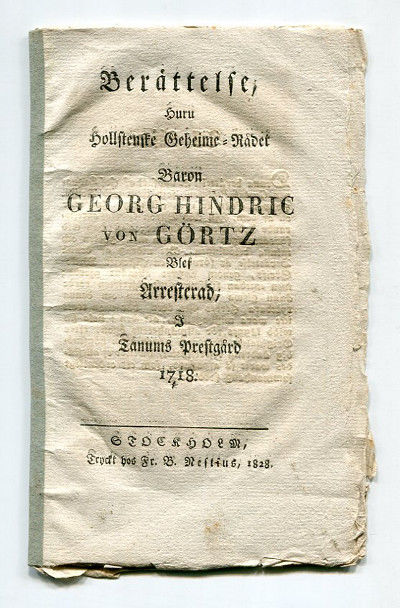 Berättelse,
Huru
Hollstenske Geheime-Rådet
Baron
GEORG HINDRIC
VON GÖRTZ
Blef
Arresterad,
I
Tanums Prestgård
1718.
STOCKHOLM,
Tryckt hos Fr. B. Nestius, 1828.